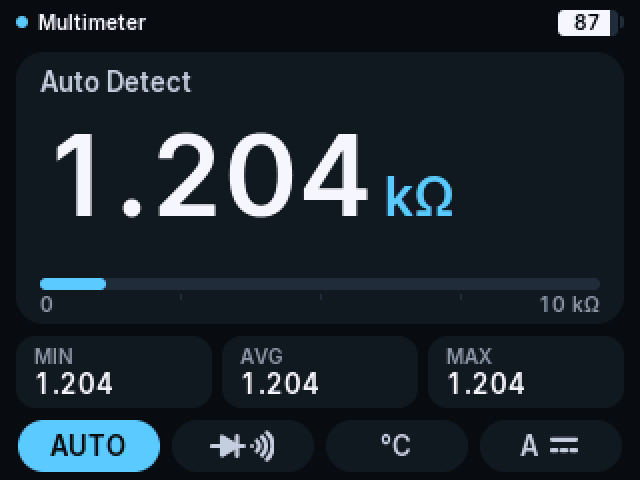 Multimeter
87
Auto Detect
1.204 kΩ
0
10 kΩ
MIN
1.204
AVG
1.204
MAX
1.204
AUTO
°C
A